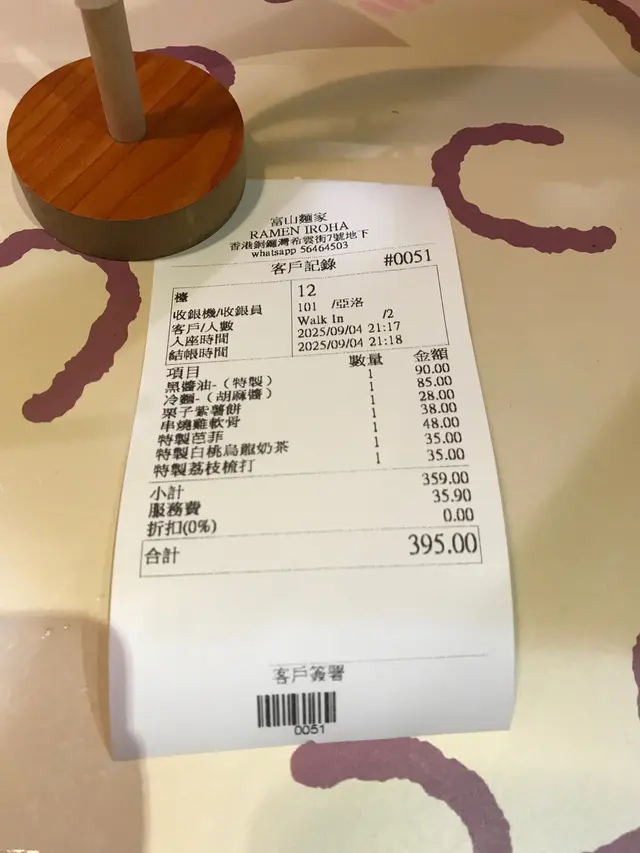 富山麵家
RAMEN IROHA
香港銅鑼灣希雲街7號地下
whatsapp 56464503
客戶記錄 #0051
檯 12
收銀機/收銀員 101 /亞洛
客戶/人數 Walk In /2
入座時間 2025/09/04 21:17
結帳時間 2025/09/04 21:18
項目 數量 金額
黑醬油-（特製） 1 90.00
冷麵-（胡麻醬） 1 85.00
栗子紫薯餅 1 28.00
串燒雞軟骨 1 38.00
特製芭菲 1 48.00
特製白桃烏龍奶茶 1 35.00
特製荔枝梳打 1 35.00
小計 359.00
服務費 35.90
折扣(0%) 0.00
合計 395.00
客戶簽署
0051